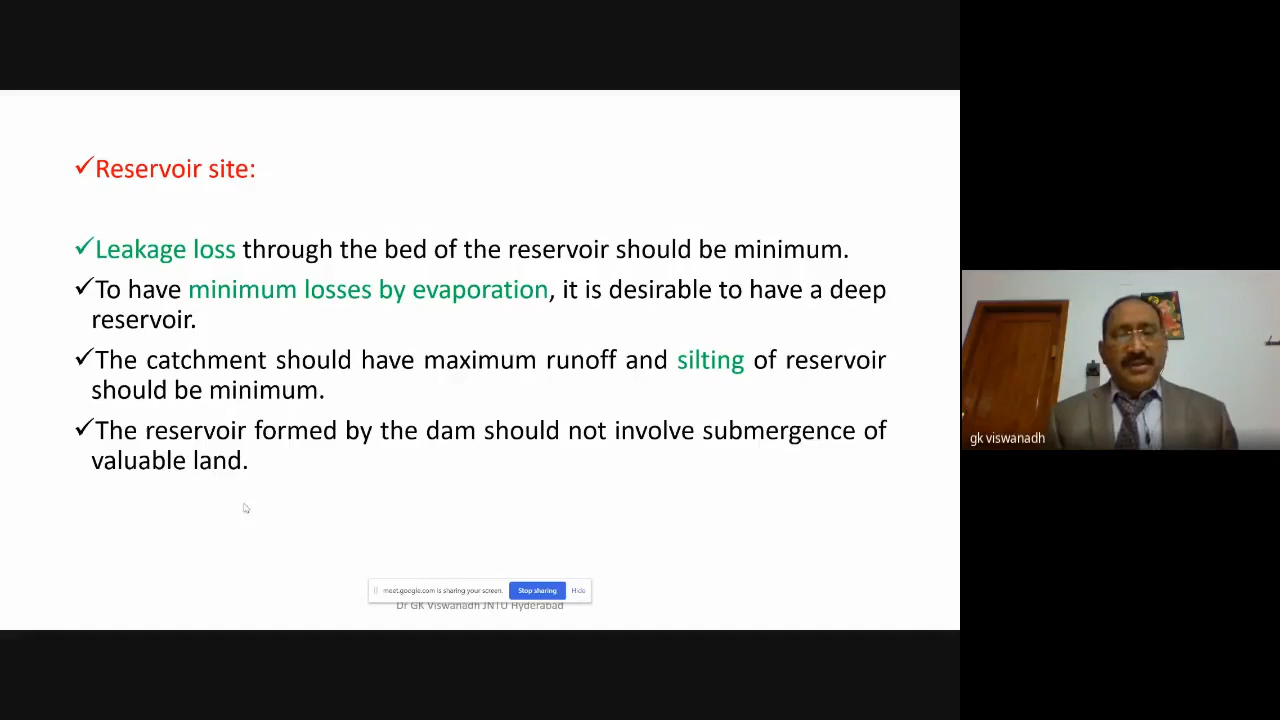 ✓Reservoir site:
✓Leakage loss through the bed of the reservoir should be minimum.
✓To have minimum losses by evaporation, it is desirable to have a deep
reservoir.
✓The catchment should have maximum runoff and silting of reservoir
should be minimum.
✓The reservoir formed by the dam should not involve submergence of
valuable land.
gk viswanadh
meet.google.com is sharing your screen. Stop sharing Hide
Dr GK Viswanadh JNTU Hyderabad